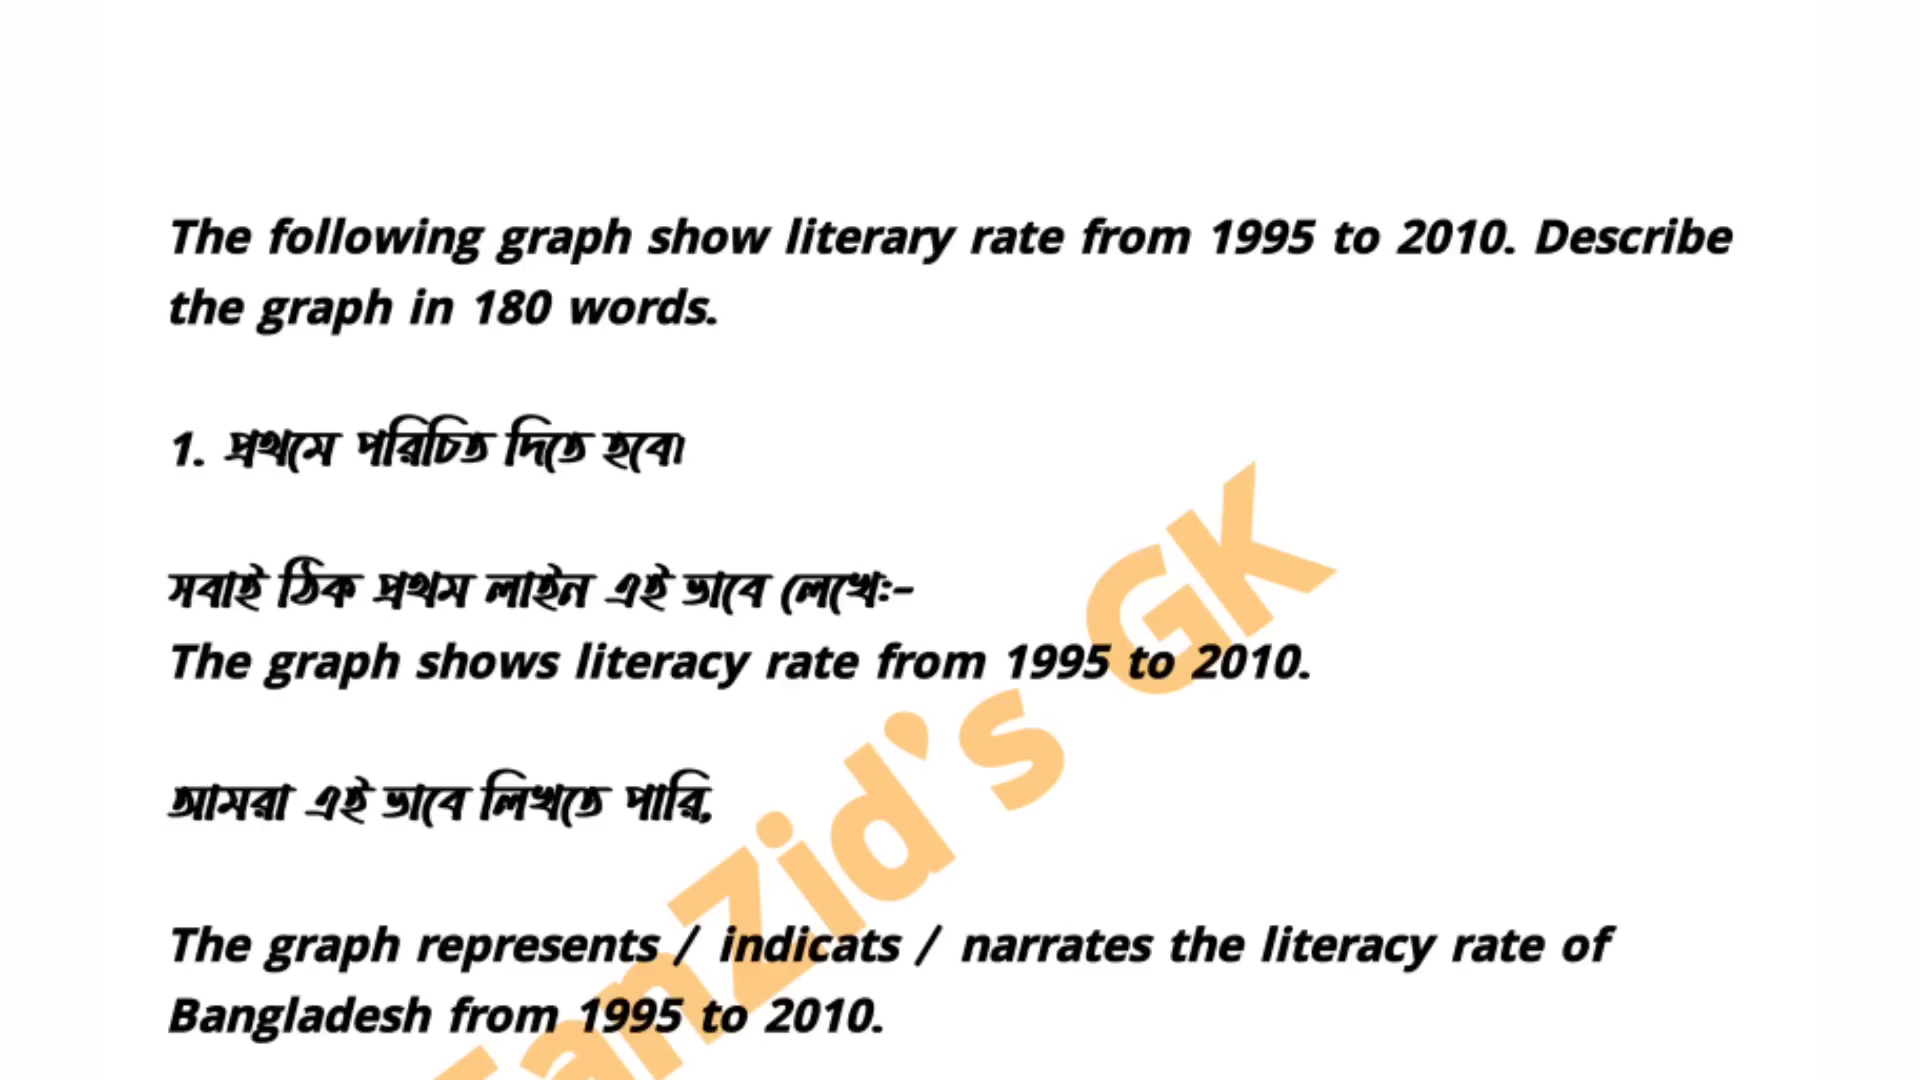 The following graph show literary rate from 1995 to 2010. Describe
the graph in 180 words.
1. প্রথমে পরিচিত দিতে হবে।
সবাই ঠিক প্রথম লাইন এই ভাবে লেখেঃ-
The graph shows literacy rate from 1995 to 2010.
আমরা এই ভাবে লিখতে পারি,
The graph represents / indicats / narrates the literacy rate of
Bangladesh from 1995 to 2010.
TanZid's GK